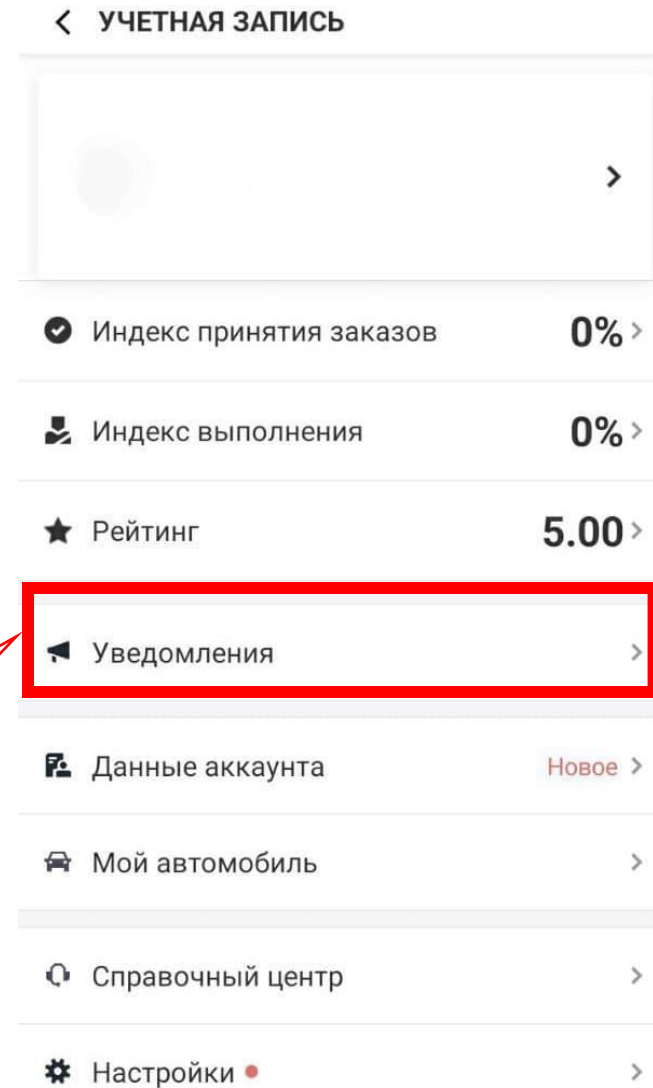 УЧЕТНАЯ ЗАПИСЬ
Индекс принятия заказов 0%
Индекс выполнения 0%
Рейтинг 5.00
Уведомления
Данные аккаунта Новое
Мой автомобиль
Справочный центр
Настройки